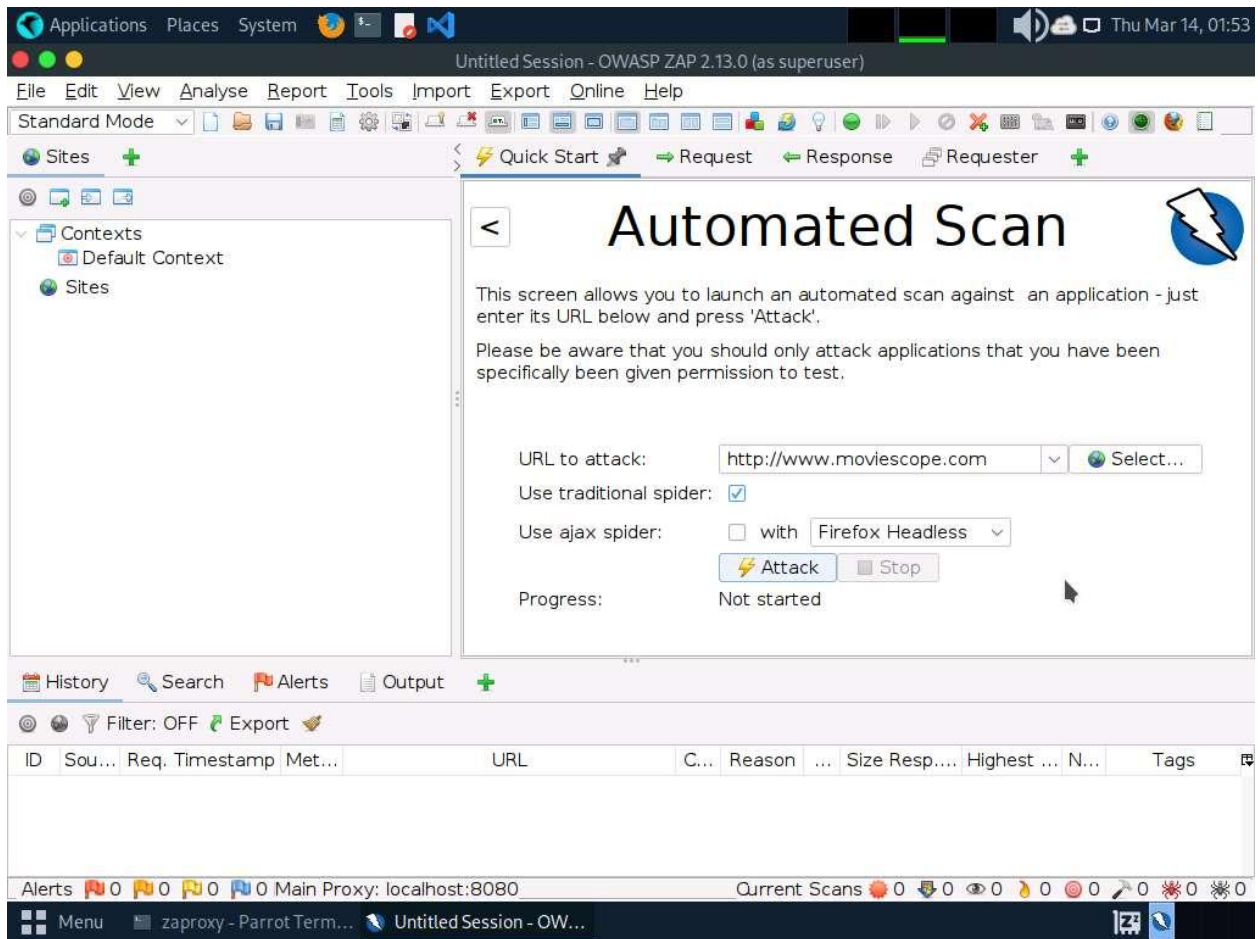 Applications Places System Thu Mar 14, 01:53
Untitled Session - OWASP ZAP 2.13.0 (as superuser)
File Edit View Analyse Report Tools Import Export Online Help
Standard Mode
Sites Quick Start Request Response Requester
Automated Scan
<
Contexts
Default Context
Sites
This screen allows you to launch an automated scan against an application - just
enter its URL below and press 'Attack'.
Please be aware that you should only attack applications that you have been
specifically been given permission to test.
URL to attack: http://www.moviescope.com Select...
Use traditional spider:
Use ajax spider: with Firefox Headless
Attack Stop
Progress: Not started
History Search Alerts Output
Filter: OFF Export
ID Sou... Req. Timestamp Met... URL C... Reason ... Size Resp.... Highest ... N... Tags
Alerts 0 0 0 0 Main Proxy: localhost:8080 Current Scans 0 0 0 0 0 0 0 0
Menu zaproxy - Parrot Term... Untitled Session - OW...